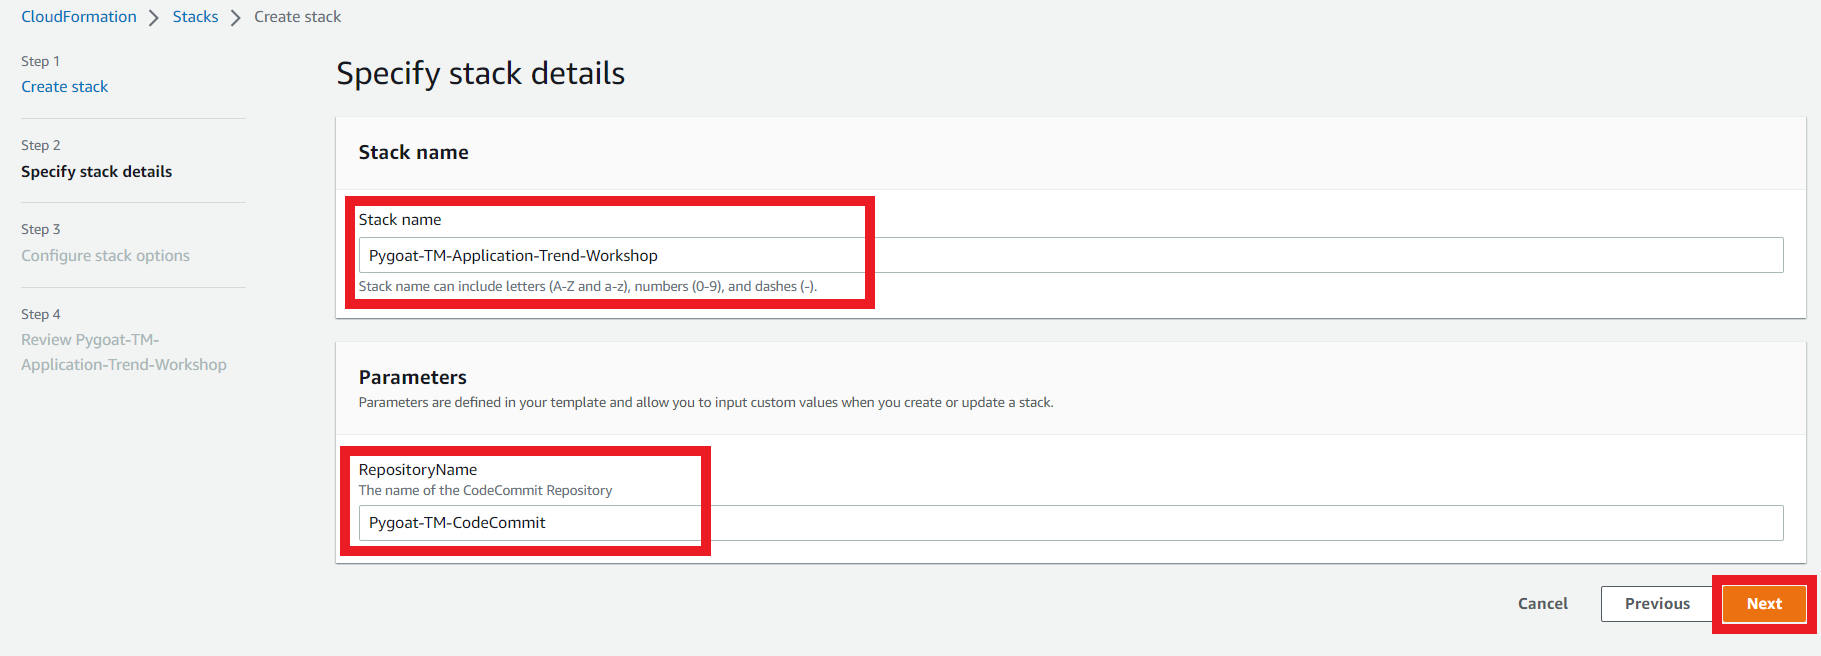 CloudFormation > Stacks > Create stack
Step 1
Create stack
Step 2
Specify stack details
Step 3
Configure stack options
Step 4
Review Pygoat-TM-
Application-Trend-Workshop
Specify stack details
Stack name
Stack name
Pygoat-TM-Application-Trend-Workshop
Stack name can include letters (A-Z and a-z), numbers (0-9), and dashes (-).
Parameters
Parameters are defined in your template and allow you to input custom values when you create or update a stack.
RepositoryName
The name of the CodeCommit Repository
Pygoat-TM-CodeCommit
Cancel
Previous
Next